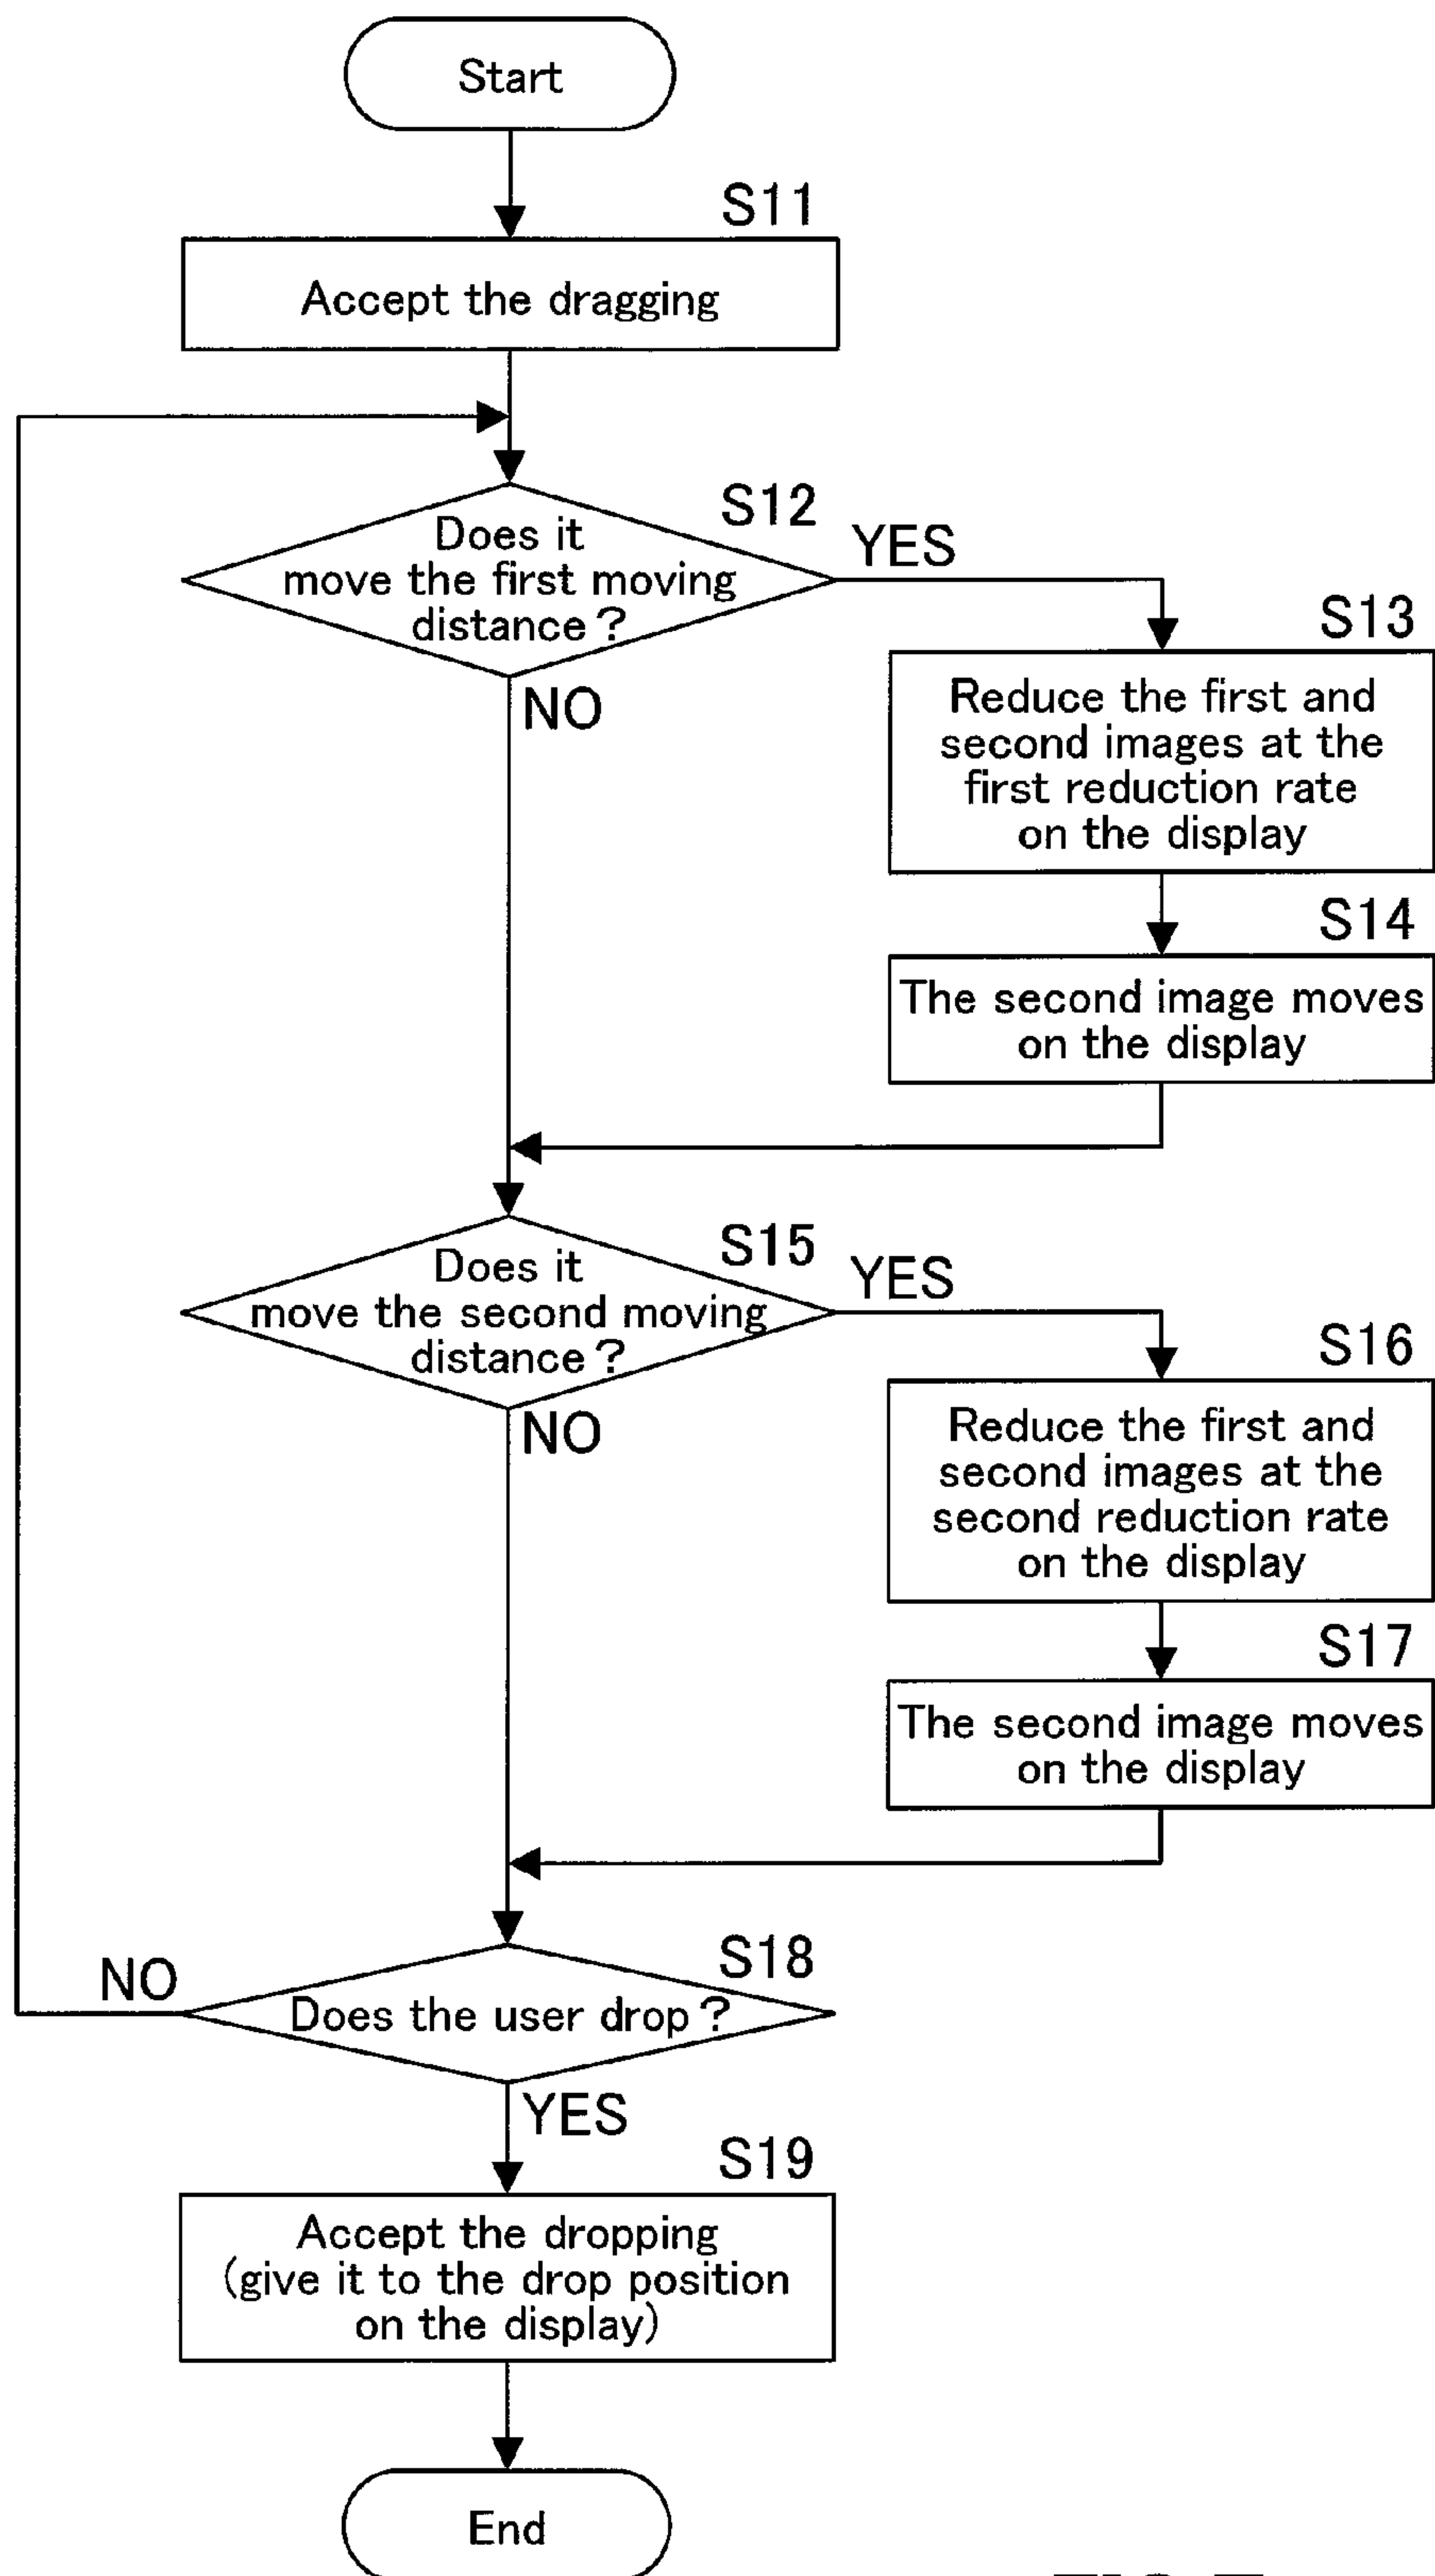 Start
S11
Accept the dragging
S12
Does it
move the first moving
distance?
YES
NO
S13
Reduce the first and
second images at the
first reduction rate
on the display
S14
The second image moves
on the display
S15
Does it
move the second moving
distance?
YES
NO
S16
Reduce the first and
second images at the
second reduction rate
on the display
S17
The second image moves
on the display
S18
Does the user drop?
NO
YES
S19
Accept the dropping
(give it to the drop position
on the display)
End